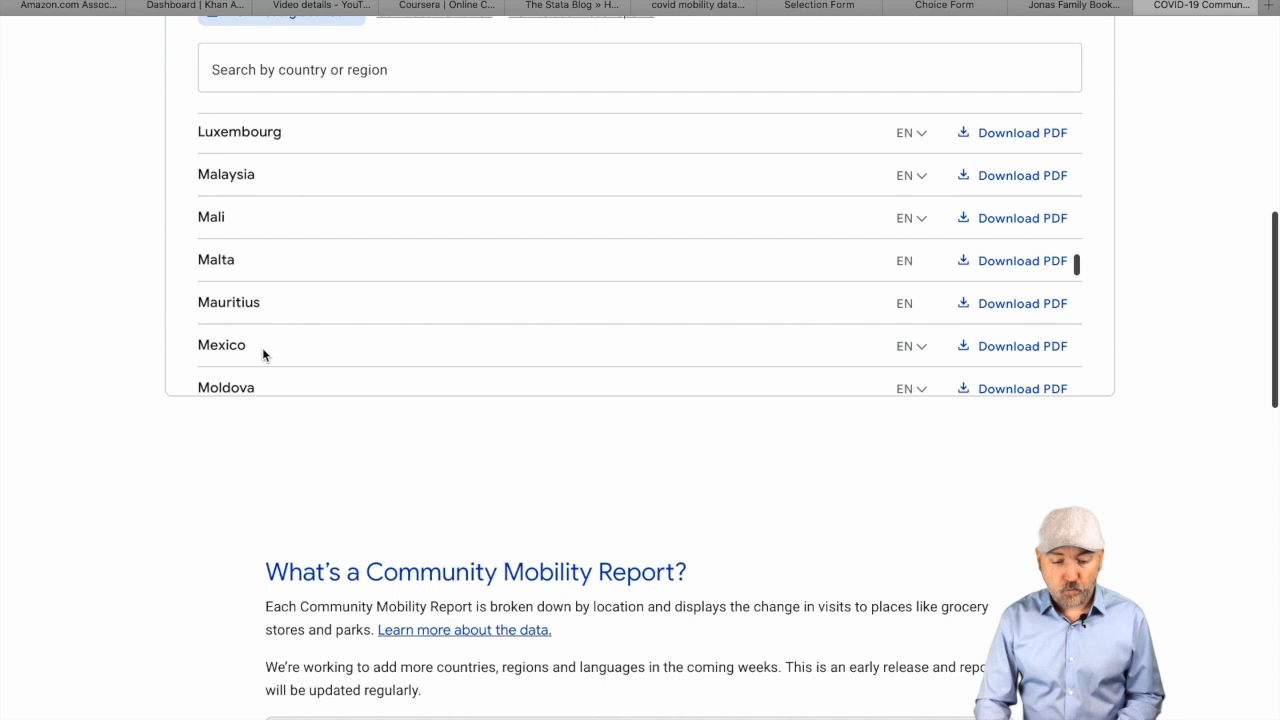 Amazon.com Assoc... Dashboard | Khan A... Video details - YouT... Coursera | Online C... The Stata Blog » H... covid mobility data... Selection Form Choice Form Jonas Family Book... COVID-19 Commun...
Search by country or region
Luxembourg EN Download PDF
Malaysia EN Download PDF
Mali EN Download PDF
Malta EN Download PDF
Mauritius EN Download PDF
Mexico EN Download PDF
Moldova EN Download PDF
What's a Community Mobility Report?
Each Community Mobility Report is broken down by location and displays the change in visits to places like grocery
stores and parks. Learn more about the data.
We're working to add more countries, regions and languages in the coming weeks. This is an early release and repo
will be updated regularly.